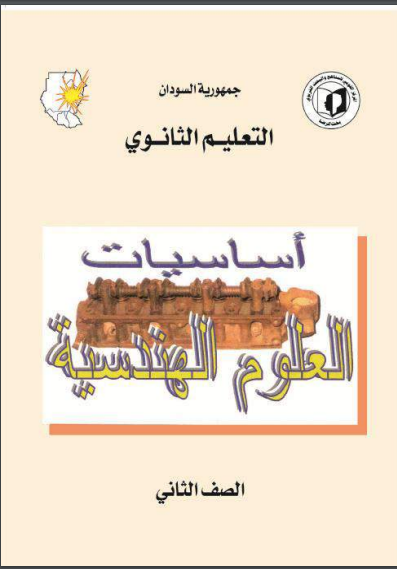 جمهورية السودان
التعليم الثانوي
أساسيات
العلوم الهندسية
الصف الثاني